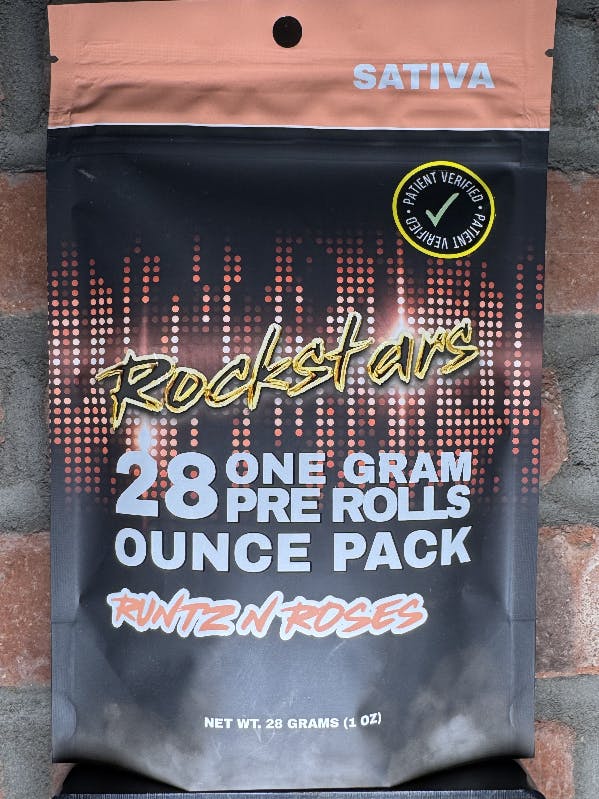 SATIVA
PATIENT VERIFIED • PATIENT VERIFIED •
Rockstars
28 ONE GRAM
PRE ROLLS
OUNCE PACK
RUNTZ N ROSES
NET WT. 28 GRAMS (1 OZ)